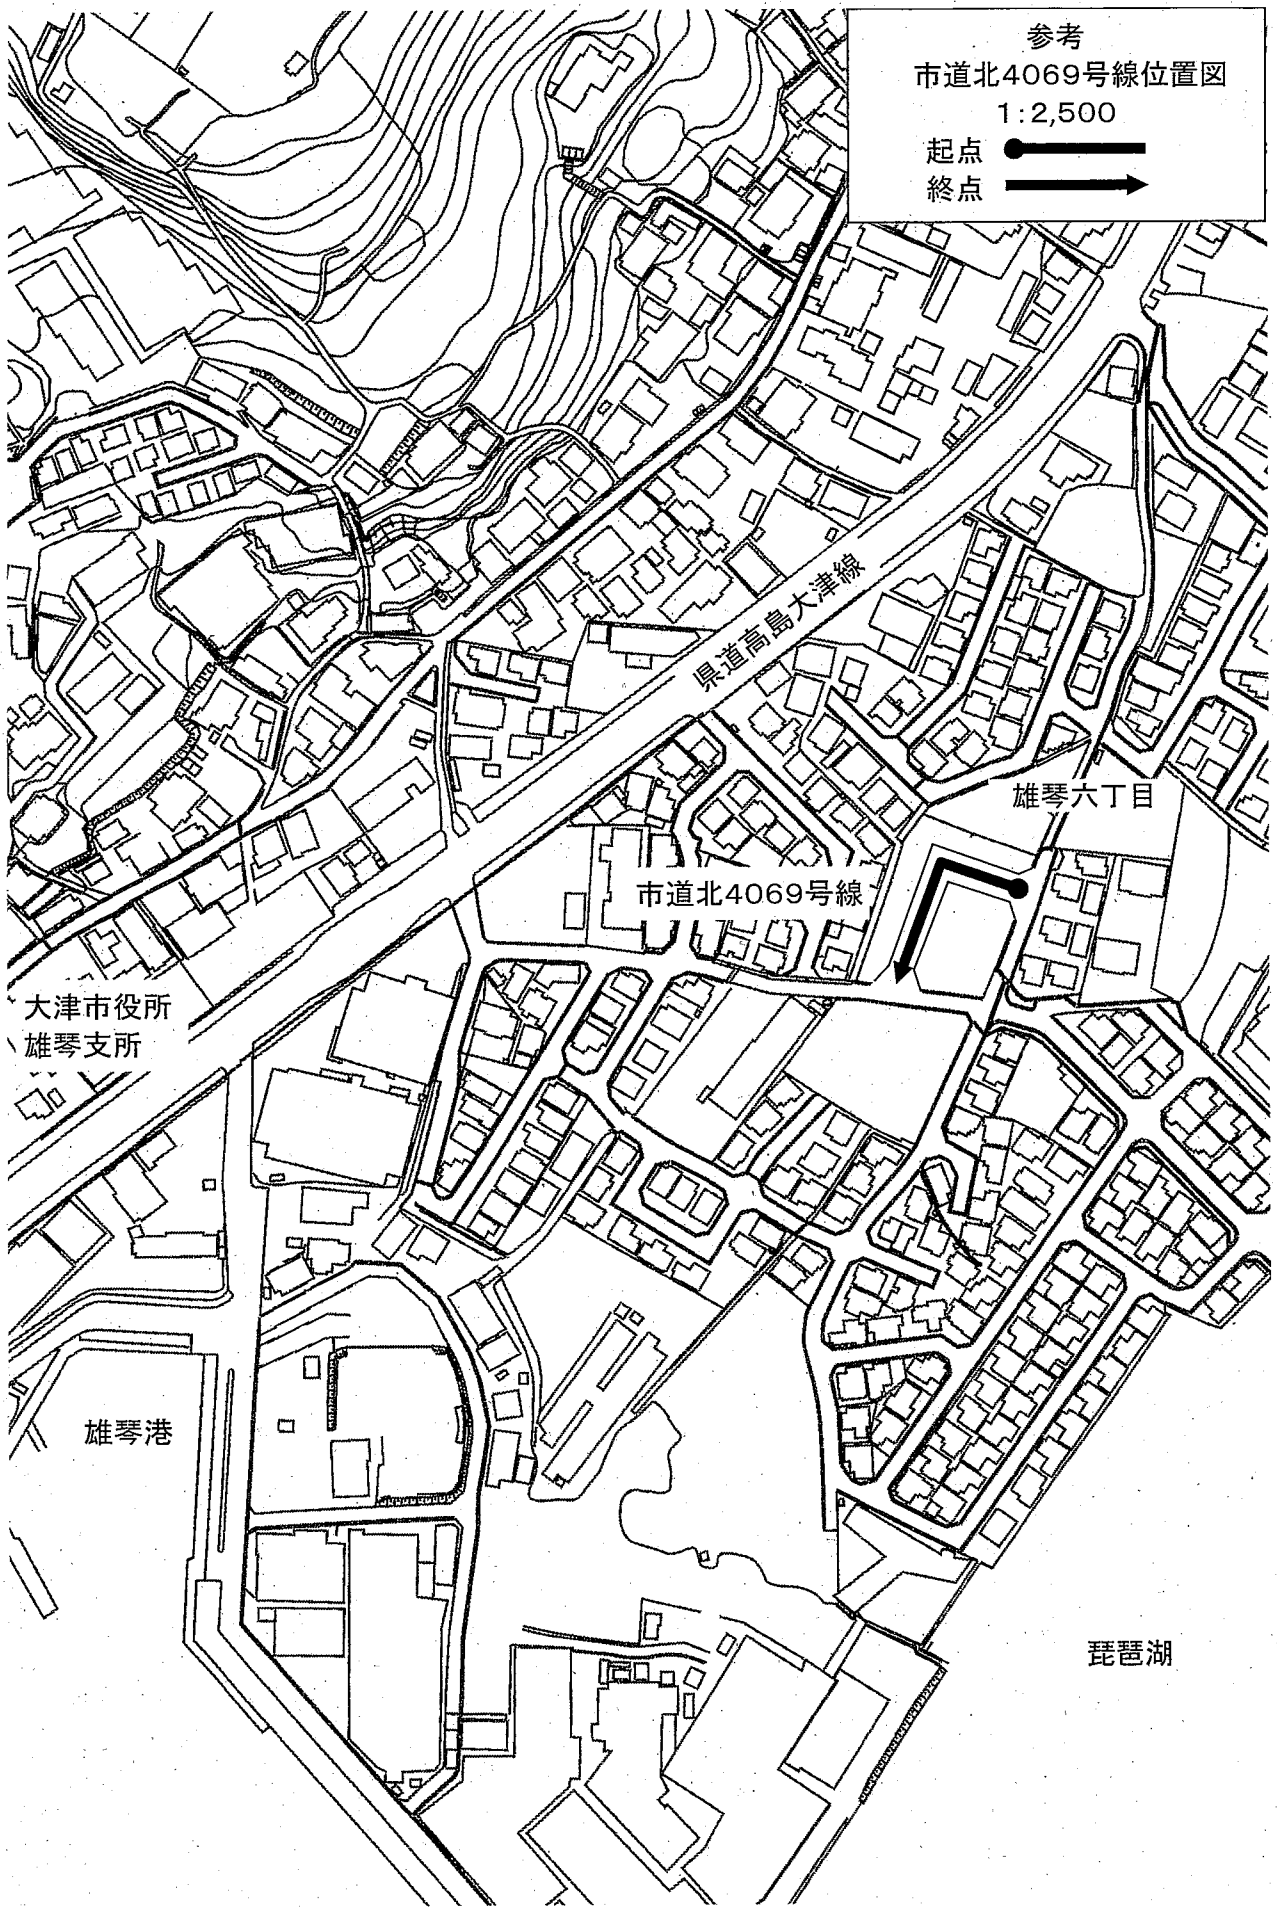 参考
市道北4069号線位置図
1:2,500
起点
終点
県道高島大津線
雄琴六丁目
市道北4069号線
大津市役所
雄琴支所
雄琴港
琵琶湖